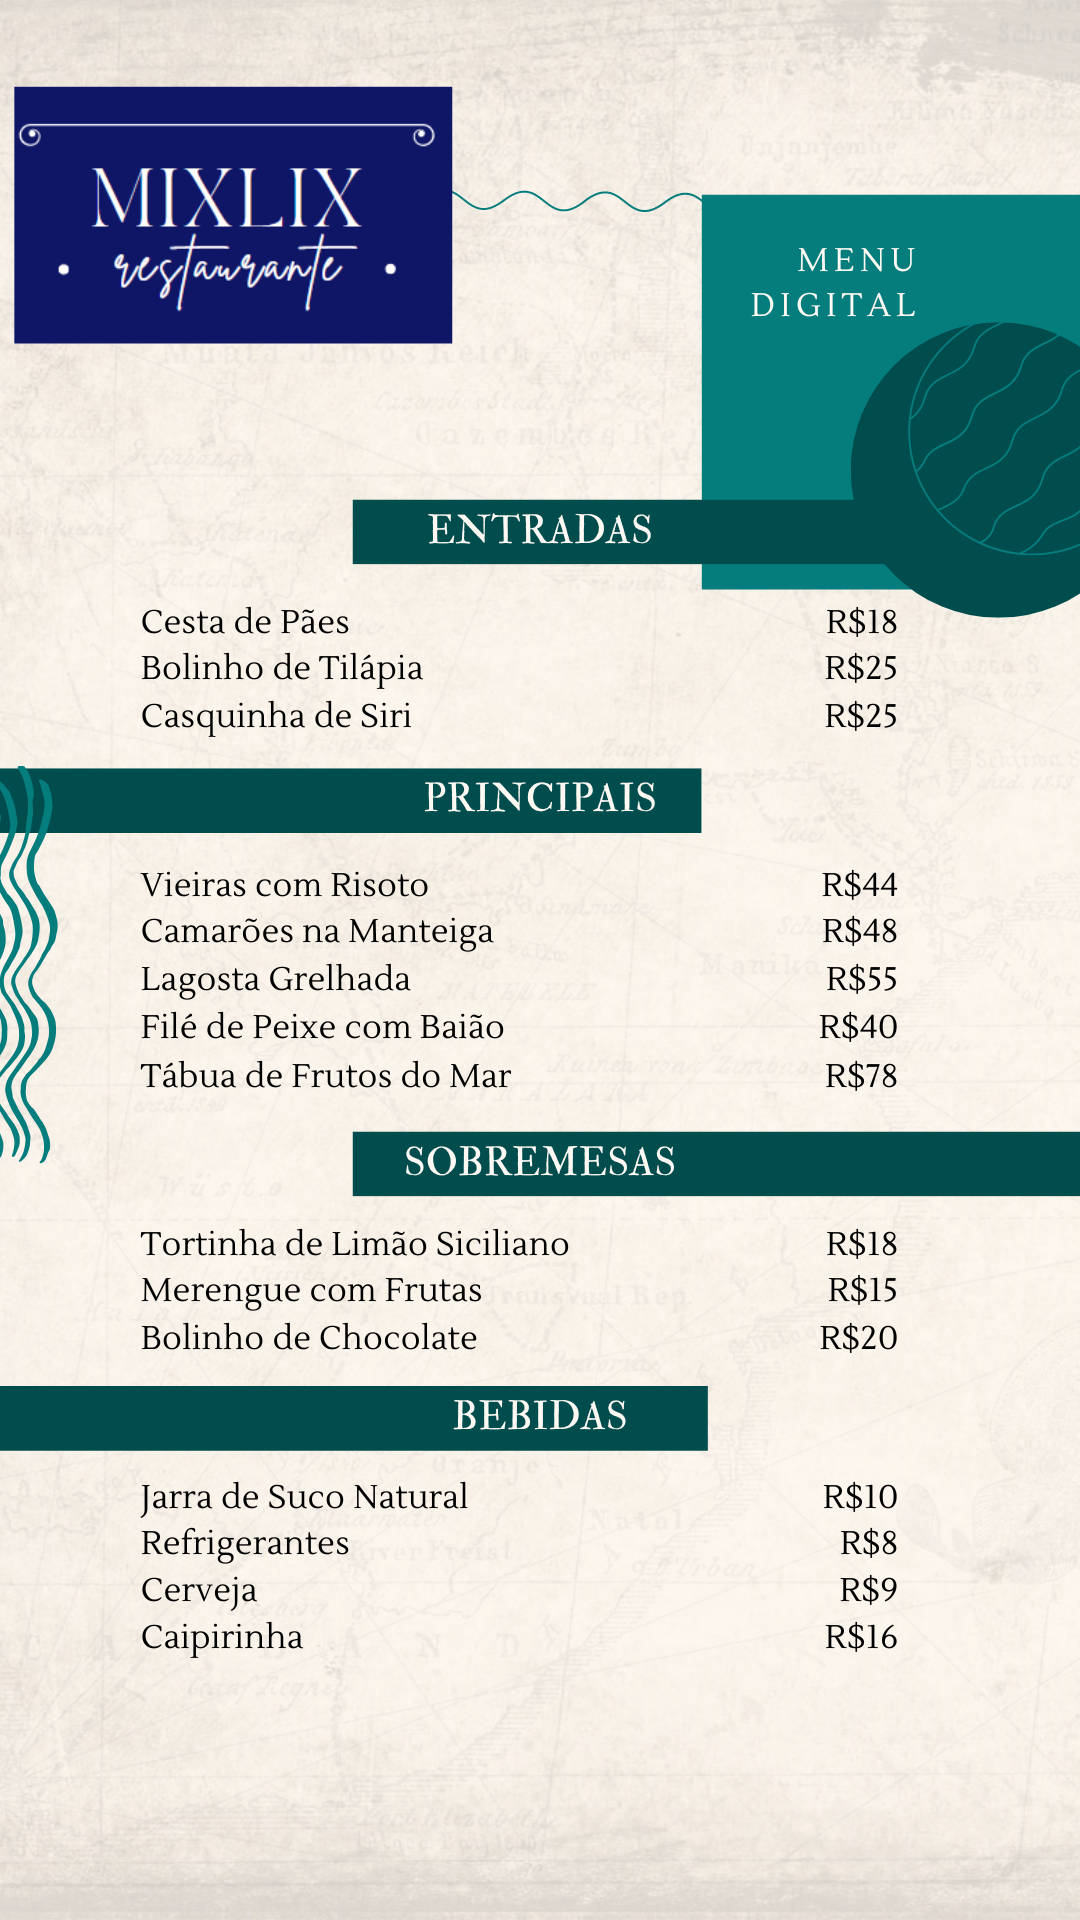 MIXLIX
restaurante
MENU
DIGITAL
ENTRADAS
Cesta de Pães R$18
Bolinho de Tilápia R$25
Casquinha de Siri R$25
PRINCIPAIS
Vieiras com Risoto R$44
Camarões na Manteiga R$48
Lagosta Grelhada R$55
Filé de Peixe com Baião R$40
Tábua de Frutos do Mar R$78
SOBREMESAS
Tortinha de Limão Siciliano R$18
Merengue com Frutas R$15
Bolinho de Chocolate R$20
BEBIDAS
Jarra de Suco Natural R$10
Refrigerantes R$8
Cerveja R$9
Caipirinha R$16